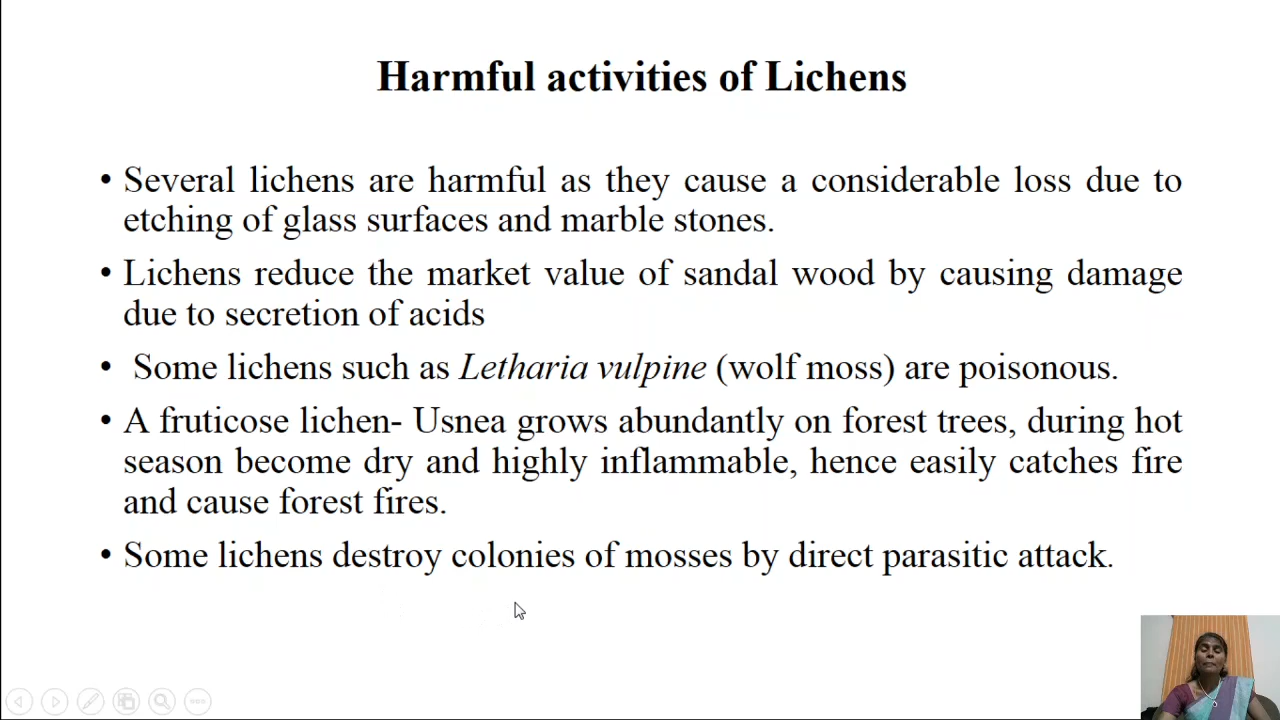 Harmful activities of Lichens
• Several lichens are harmful as they cause a considerable loss due to
etching of glass surfaces and marble stones.
• Lichens reduce the market value of sandal wood by causing damage
due to secretion of acids
• Some lichens such as Letharia vulpine (wolf moss) are poisonous.
• A fruticose lichen- Usnea grows abundantly on forest trees, during hot
season become dry and highly inflammable, hence easily catches fire
and cause forest fires.
• Some lichens destroy colonies of mosses by direct parasitic attack.